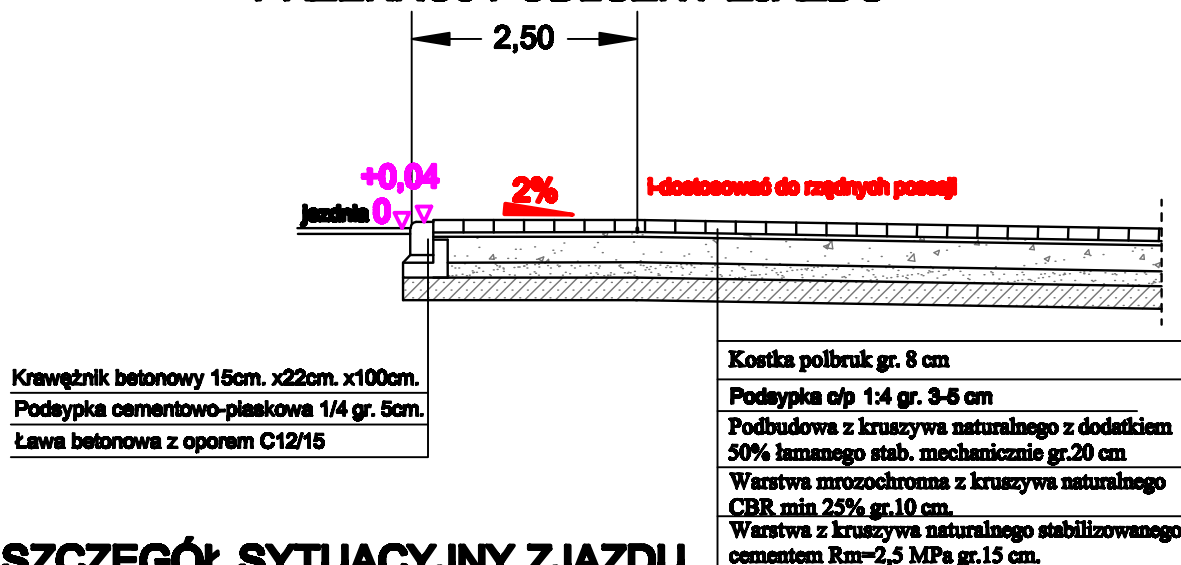 PRZEKRÓJ PODŁUŻNY ZJAZDU
2,50
+0,04
jezdnia 0
2%
i-dostosować do rzędnych posesji
Krawężnik betonowy 15cm. x22cm. x100cm.
Podsypka cementowo-piaskowa 1/4 gr. 5cm.
Ława betonowa z oporem C12/15
Kostka polbruk gr. 8 cm
Podsypka c/p 1:4 gr. 3-5 cm
Podbudowa z kruszywa naturalnego z dodatkiem
50% łamanego stab. mechanicznie gr.20 cm
Warstwa mrozochronna z kruszywa naturalnego
CBR min 25% gr.10 cm.
Warstwa z kruszywa naturalnego stabilizowanego
cementem Rm=2,5 MPa gr.15 cm.
SZCZEGÓŁ SYTUACYJNY ZJAZDU